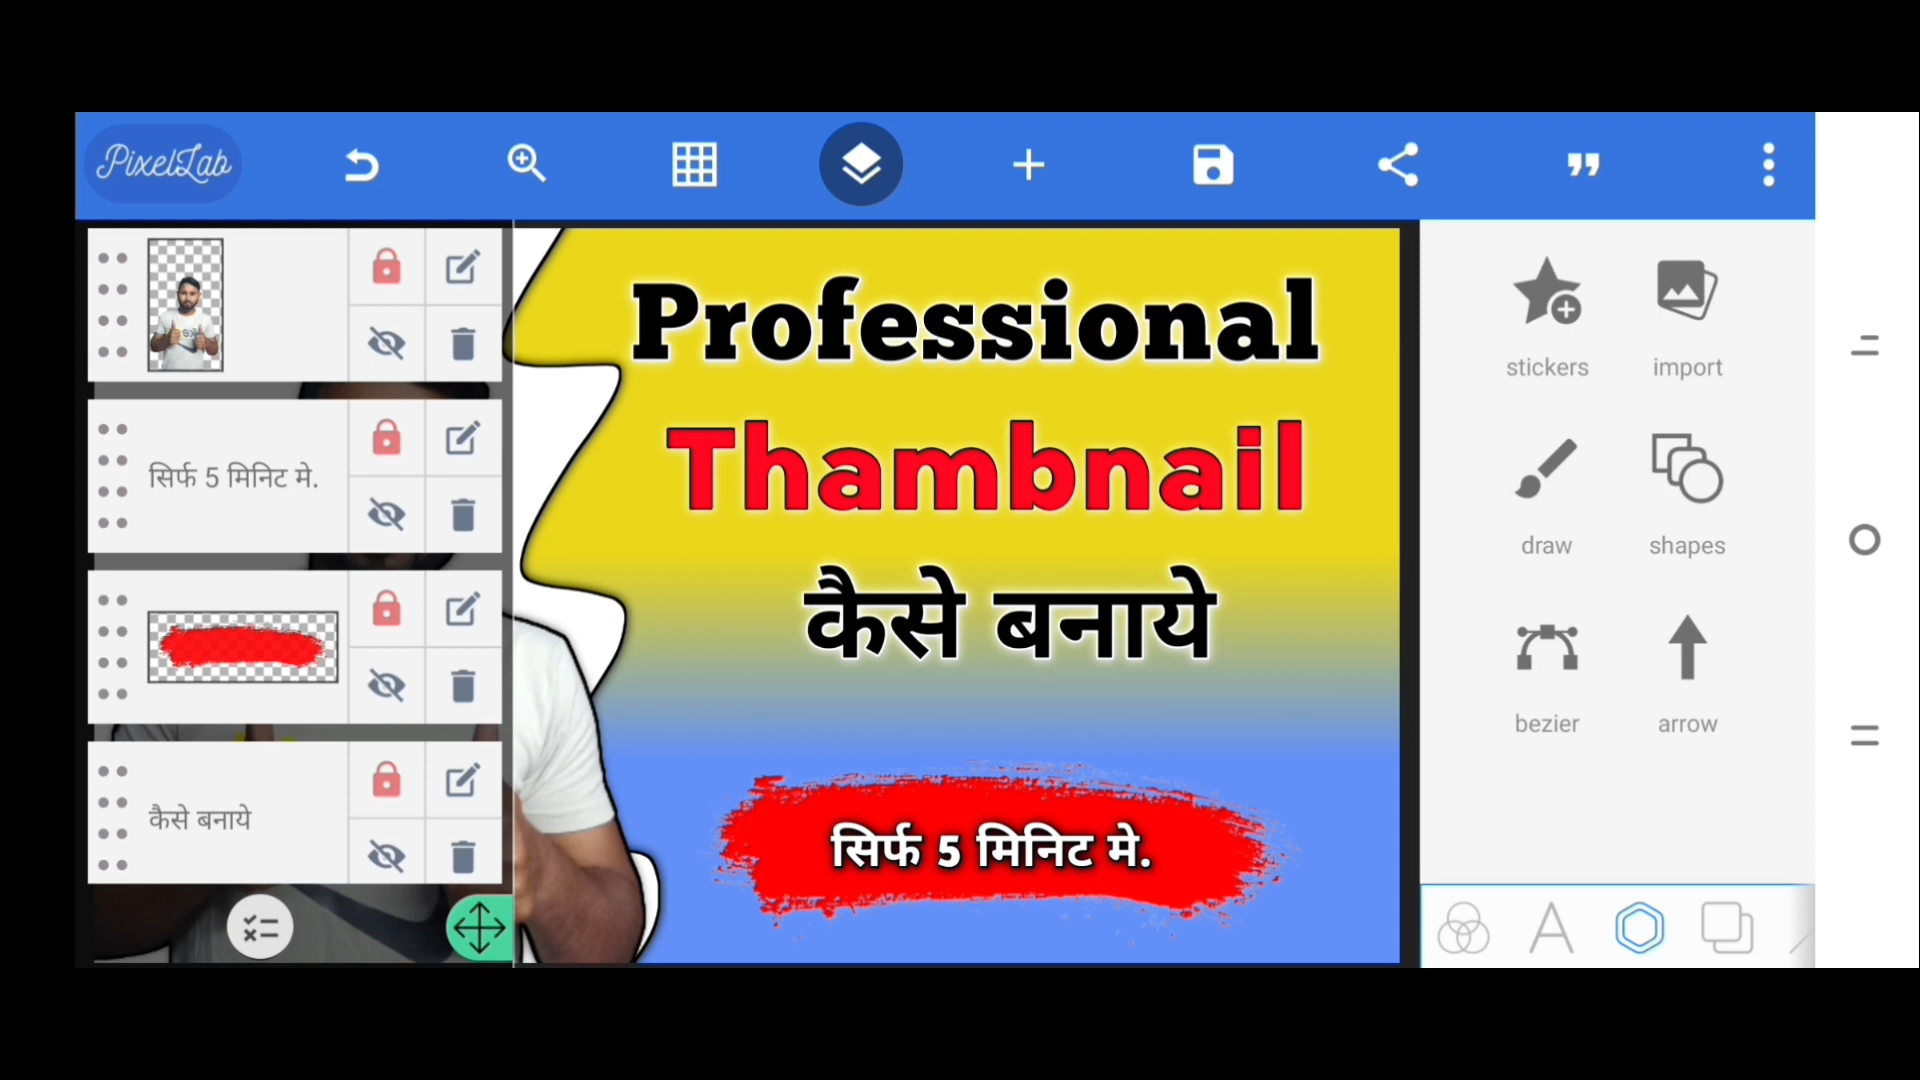 PixelLab
सिर्फ 5 मिनिट मे.
कैसे बनाये
Professional
Thambnail
कैसे बनाये
सिर्फ 5 मिनिट मे.
stickers
import
draw
shapes
bezier
arrow